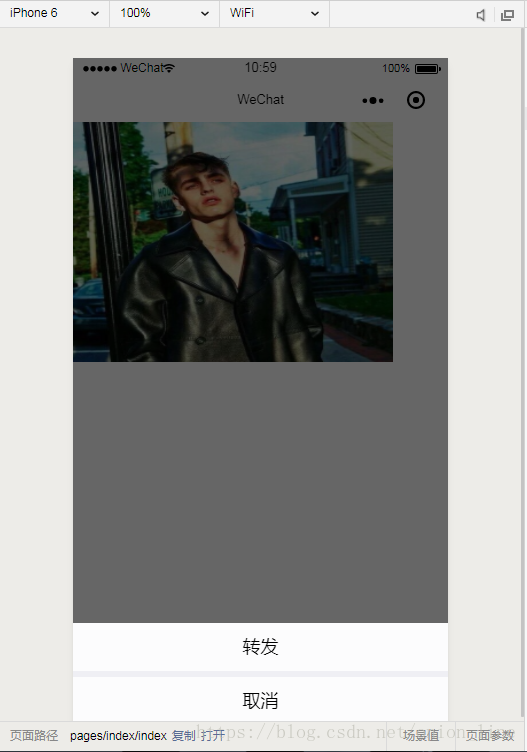 iPhone 6 100% WiFi
WeChat 10:59 100%
WeChat
转发
取消
https://blog.csdn.net/
页面路径 pages/index/index 复制 打开 场景值 页面参数